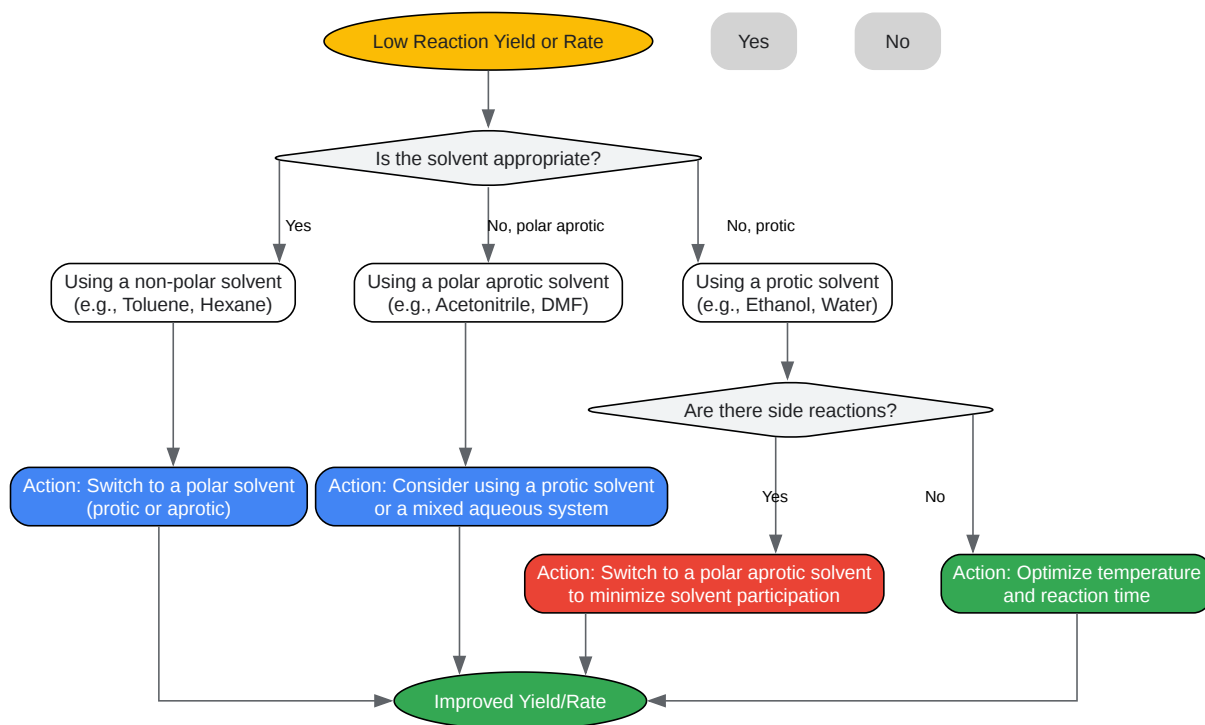 Low Reaction Yield or Rate
Yes
No
Is the solvent appropriate?
Yes
No, polar aprotic
No, protic
Using a non-polar solvent
(e.g., Toluene, Hexane)
Using a polar aprotic solvent
(e.g., Acetonitrile, DMF)
Using a protic solvent
(e.g., Ethanol, Water)
Are there side reactions?
Action: Switch to a polar solvent
(protic or aprotic)
Action: Consider using a protic solvent
or a mixed aqueous system
Yes
No
Action: Switch to a polar aprotic solvent
to minimize solvent participation
Action: Optimize temperature
and reaction time
Improved Yield/Rate